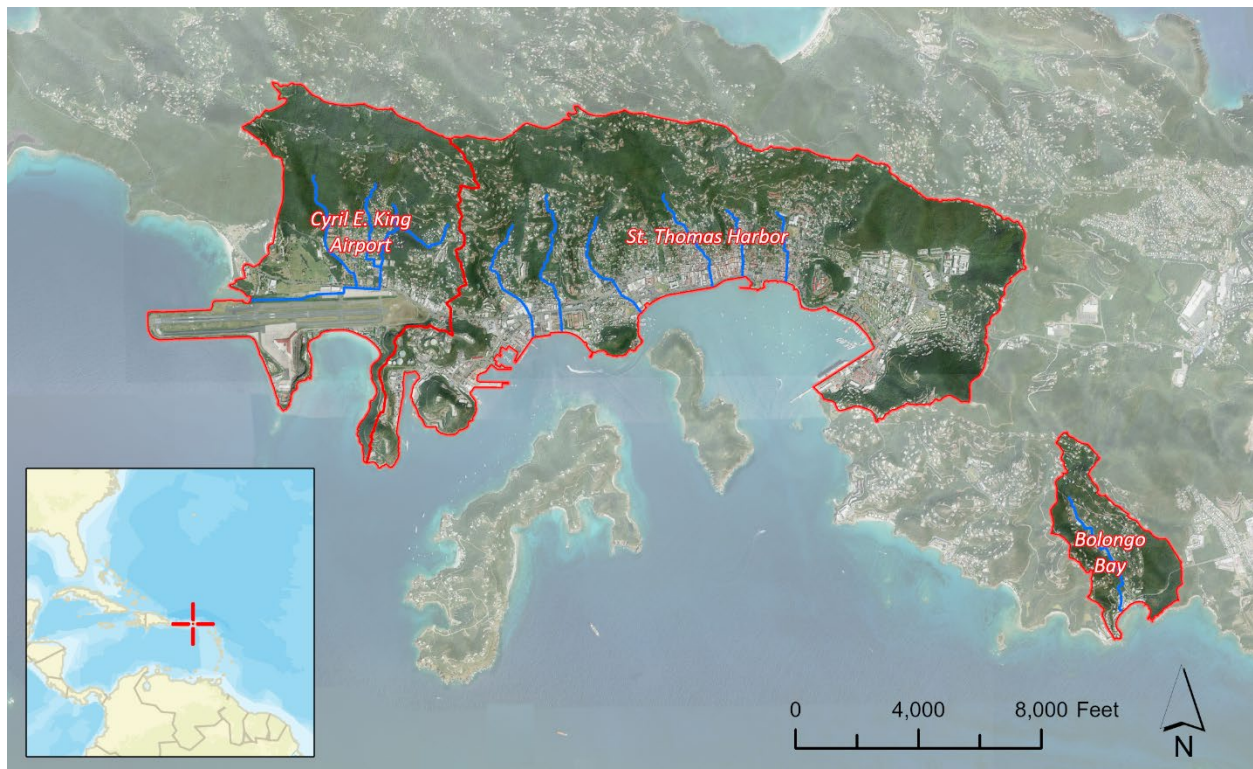 Cyril E. King
Airport
St. Thomas Harbor
Bolongo
Bay
0 4,000 8,000 Feet
N